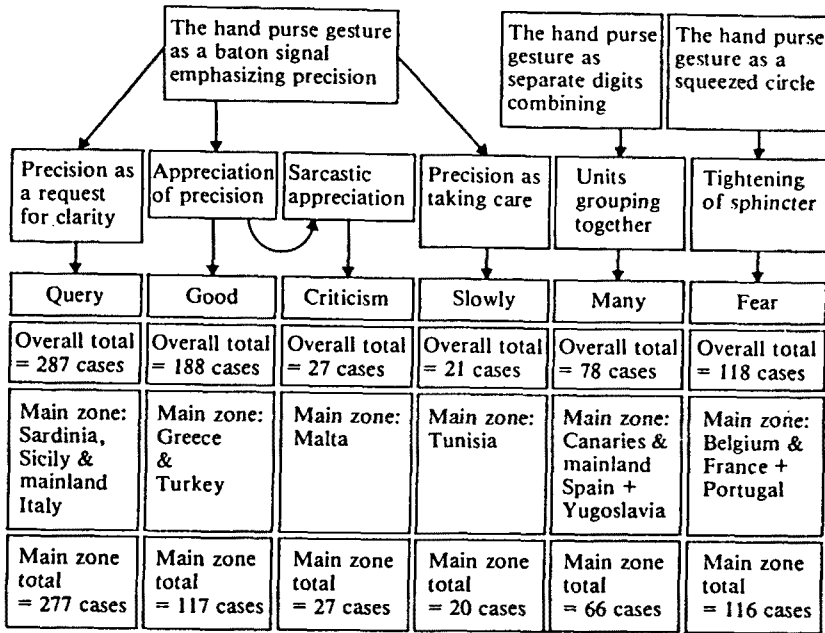 The hand purse gesture
as a baton signal
emphasizing precision
The hand purse
gesture as
separate digits
combining
The hand purse
gesture as a
squeezed circle
Precision as
a request
for clarity
Appreciation
of precision
Sarcastic
appreciation
Precision as
taking care
Units
grouping
together
Tightening
of sphincter
Query
Good
Criticism
Slowly
Many
Fear
Overall total
= 287 cases
Overall total
= 188 cases
Overall total
= 27 cases
Overall total
= 21 cases
Overall total
= 78 cases
Overall total
= 118 cases
Main zone:
Sardinia,
Sicily &
mainland
Italy
Main zone:
Greece
&
Turkey
Main zone:
Malta
Main zone:
Tunisia
Main zone:
Canaries &
mainland
Spain +
Yugoslavia
Main zone:
Belgium &
France +
Portugal
Main zone
total
= 277 cases
Main zone
total
= 117 cases
Main zone
total
= 27 cases
Main zone
total
= 20 cases
Main zone
total
= 66 cases
Main zone
total
= 116 cases